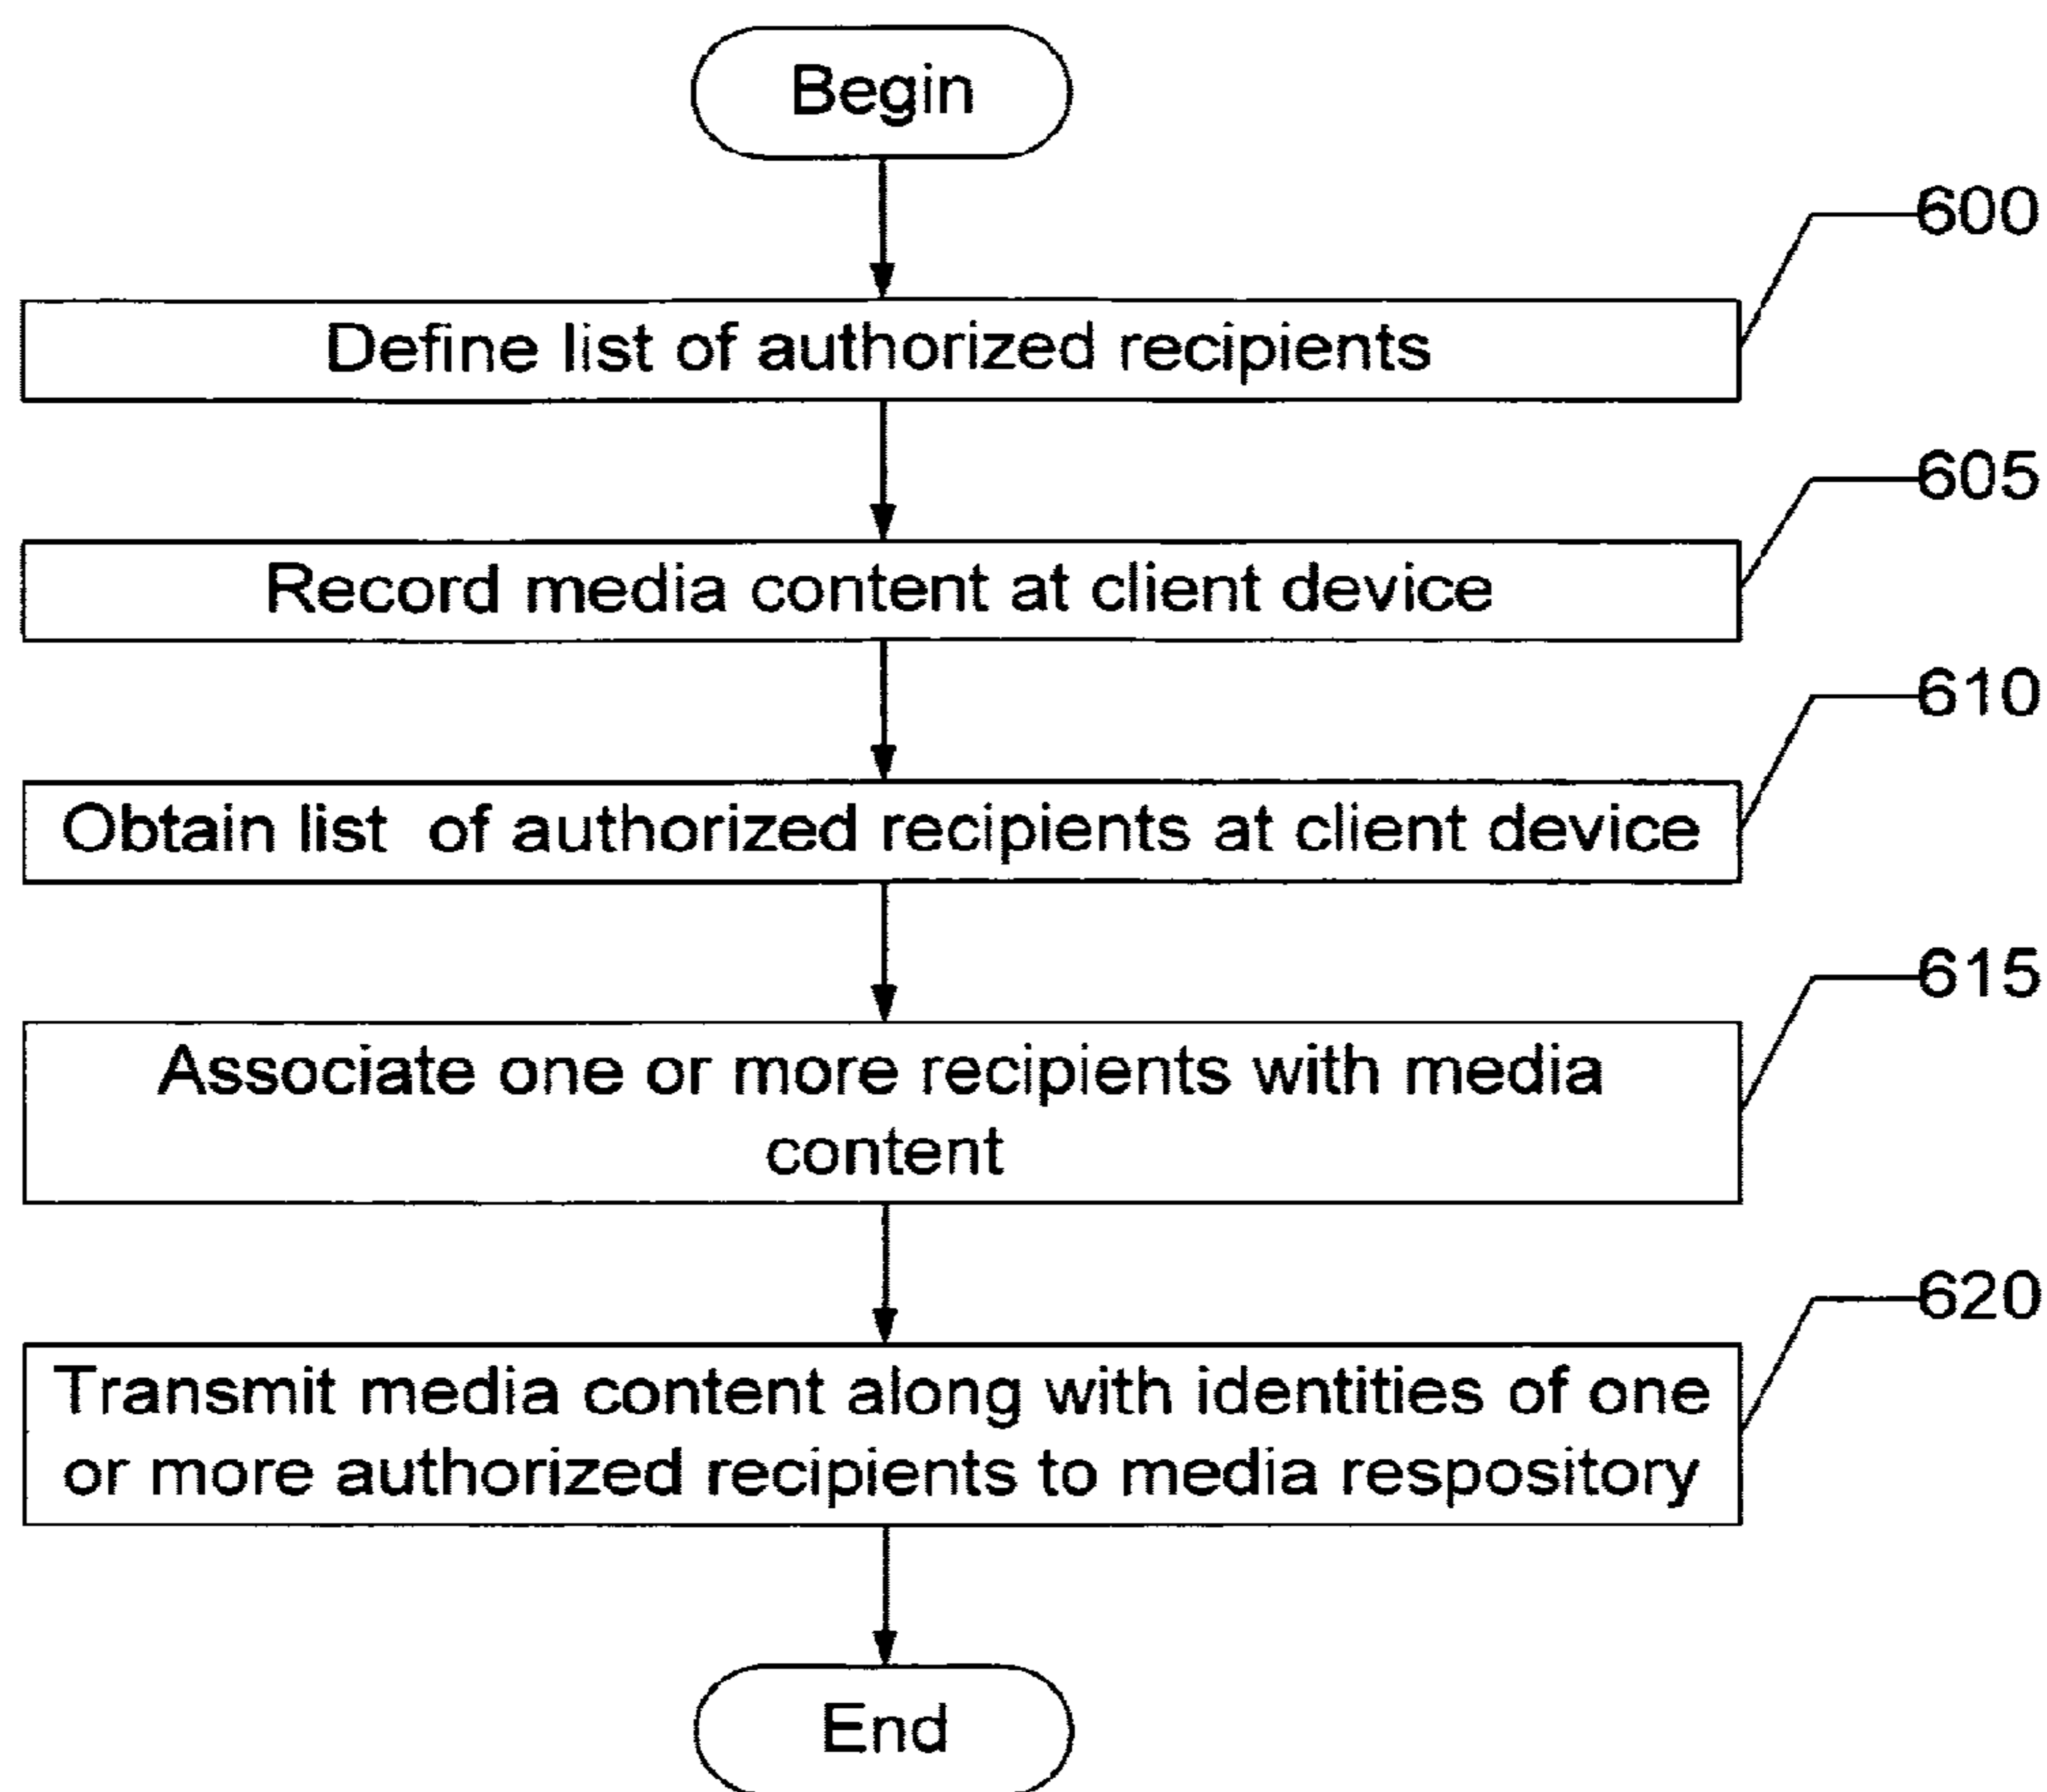 Begin
600
Define list of authorized recipients
605
Record media content at client device
610
Obtain list of authorized recipients at client device
615
Associate one or more recipients with media
content
620
Transmit media content along with identities of one
or more authorized recipients to media respository
End